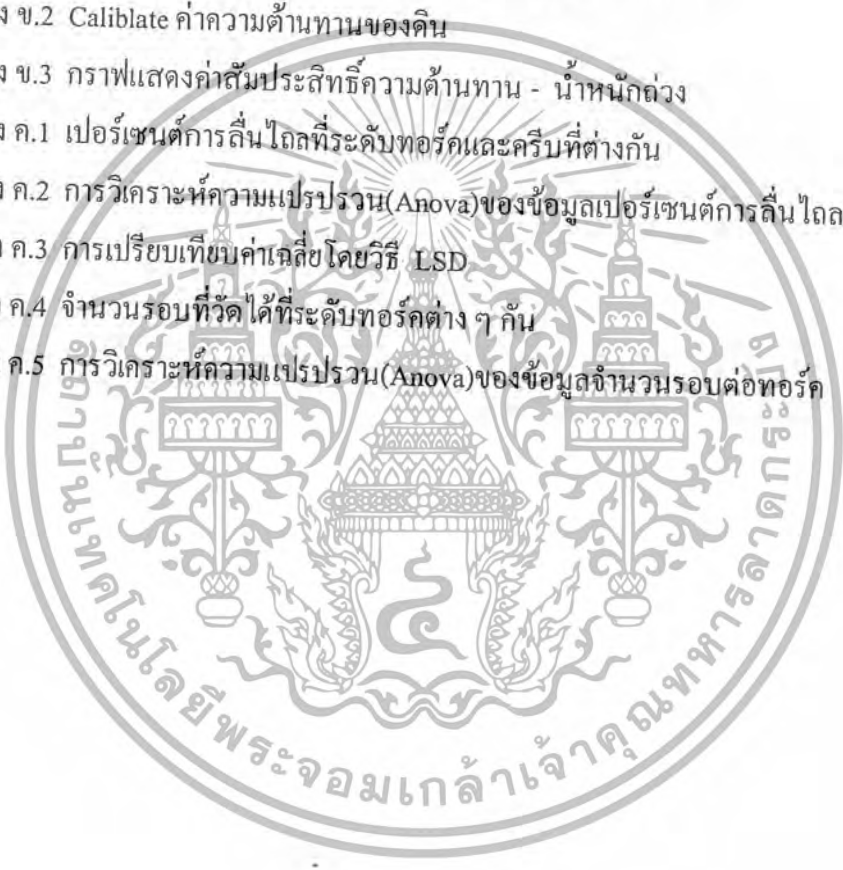 ง ข.2 Caliblate ค่าความต้านทานของดิน
ง ข.3 กราฟแสดงค่าสัมประสิทธิ์ความต้านทาน - น้ำหนักถ่วง
ค.1 เปอร์เซนต์การลื่นไถลที่ระดับทอร์คและครีบที่ต่างกัน
ค.2 การวิเคราะห์ความแปรปรวน(Anova)ของข้อมูลเปอร์เซนต์การลื่นไถล
ค.3 การเปรียบเทียบค่าเฉลี่ยโดยวิธี LSD
ค.4 จำนวนรอบที่วัดได้ที่ระดับทอร์คต่าง ๆ กัน
ค.5 การวิเคราะห์ความแปรปรวน(Anova)ของข้อมูลจำนวนรอบต่อทอร์ค
สถาบันเทคโนโลยีพระจอมเกล้าเจ้าคุณทหารลาดกระบัง